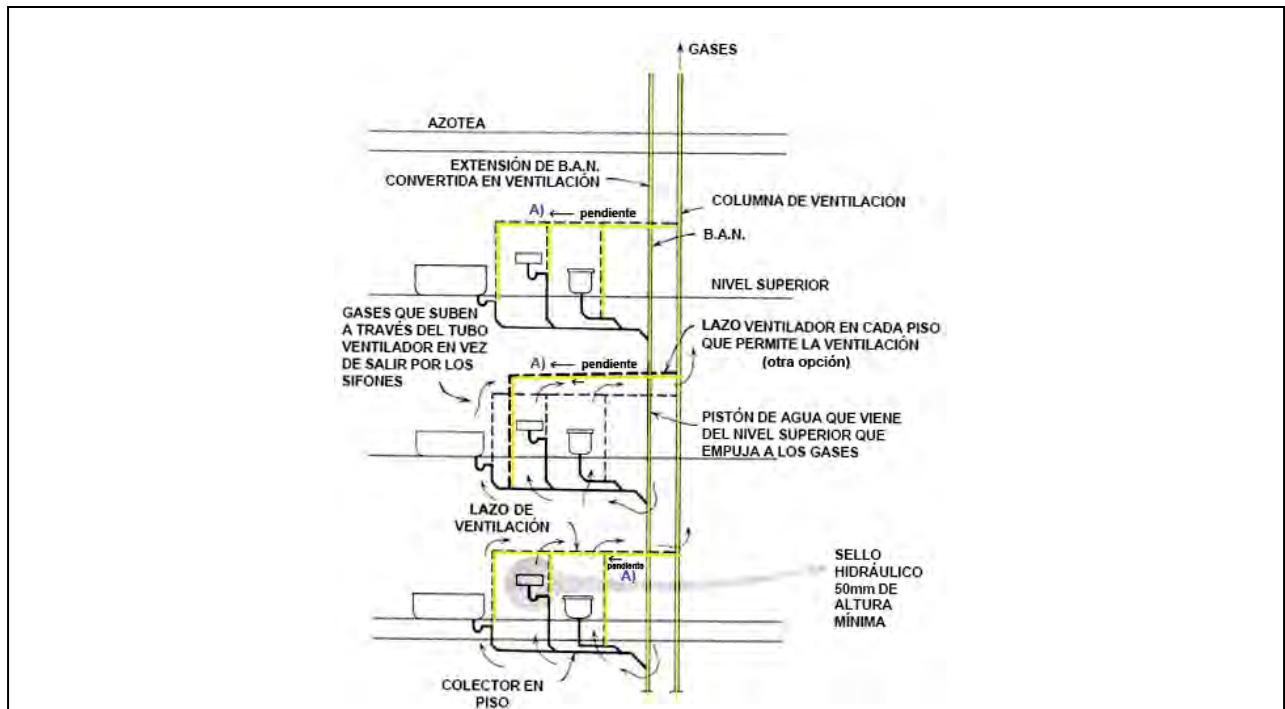 GASES
AZOTEA
EXTENSIÓN DE B.A.N.
CONVERTIDA EN VENTILACIÓN
COLUMNA DE VENTILACIÓN
A) pendiente
B.A.N.
NIVEL SUPERIOR
GASES QUE SUBEN
A TRAVÉS DEL TUBO
VENTILADOR EN VEZ
DE SALIR POR LOS
SIFONES
LAZO VENTILADOR EN CADA PISO
QUE PERMITE LA VENTILACIÓN
(otra opción)
A) pendiente
PISTÓN DE AGUA QUE VIENE
DEL NIVEL SUPERIOR QUE
EMPUJA A LOS GASES
LAZO DE
VENTILACIÓN
pendiente
A)
SELLO
HIDRÁULICO
50mm DE
ALTURA
MÍNIMA
COLECTOR EN
PISO